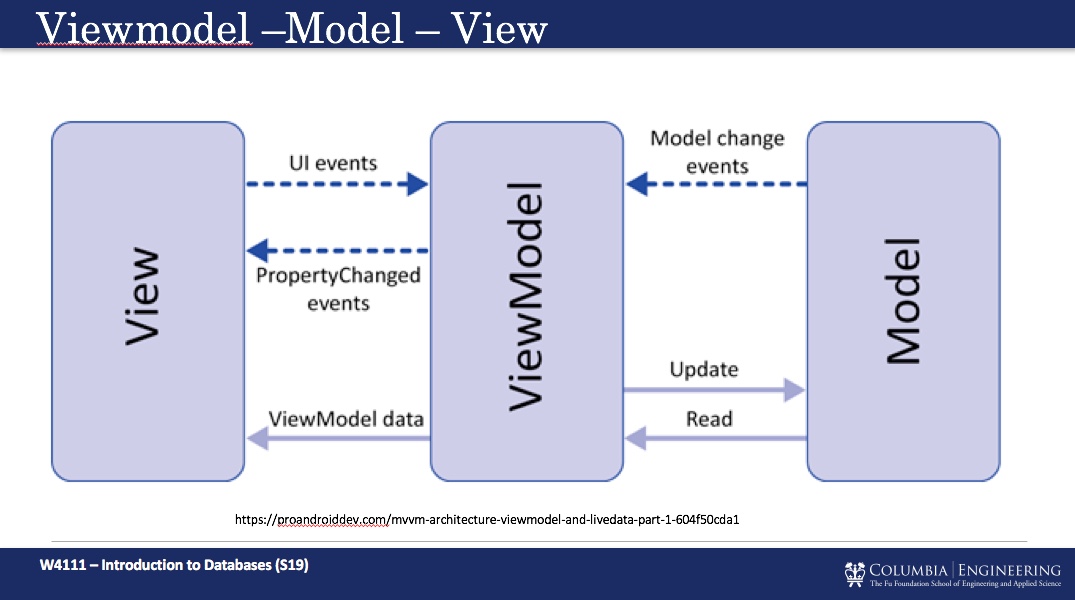 Viewmodel –Model – View
UI events
Model change
events
PropertyChanged
events
View
ViewModel
Model
Update
ViewModel data
Read
https://proandroiddev.com/mvvm-architecture-viewmodel-and-livedata-part-1-604f50cda1
W4111 – Introduction to Databases (S19)
COLUMBIA | ENGINEERING
The Fu Foundation School of Engineering and Applied Science